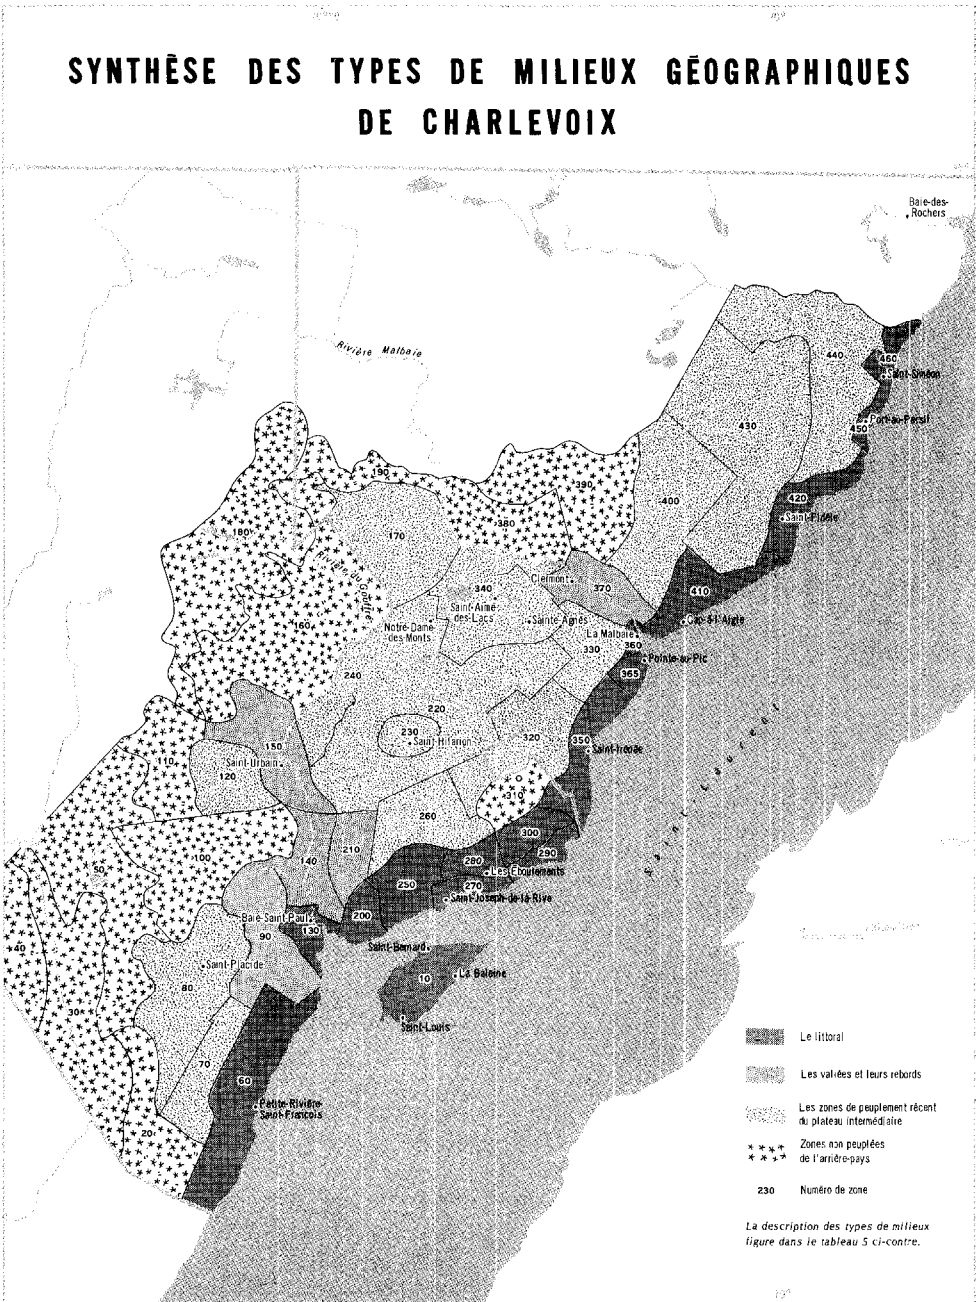 SYNTHÈSE DES TYPES DE MILIEUX GÉOGRAPHIQUES
DE CHARLEVOIX
Baie-des-
Rochers
Rivière Malbaie
440
460
Saint-Siméon
430
Port-au-Persil
450
190
390
400
420
180
380
Saint-Fidèle
170
Rivière du Gouffre
Clermont
370
340
410
Saint-Aimé
des-Lacs
160
Notre-Dame
des-Monts
Sainte-Agnès
Cap-à-l'Aigle
La Malbaie
360
330
Pointe-au-Pic
365
240
220
230
Saint-Hilarion
320
350
Saint-Irénée
150
110
Saint-Urbain
120
310
Saint-Laurent
260
300
210
100
140
280
290
50
Les Éboulements
250
270
Saint-Joseph-de-la-Rive
Baie-Saint-Paul
200
130
90
40
Saint-Bernard
Saint-Placide
10
La Baleine
80
30
Saint-Louis
70
60
Petite-Rivière-
Saint-François
20
Le littoral
Les vallées et leurs rebords
Les zones de peuplement récent
du plateau intermédiaire
Zones non peuplées
de l'arrière-pays
230 Numéro de zone
La description des types de milieux
figure dans le tableau 5 ci-contre.